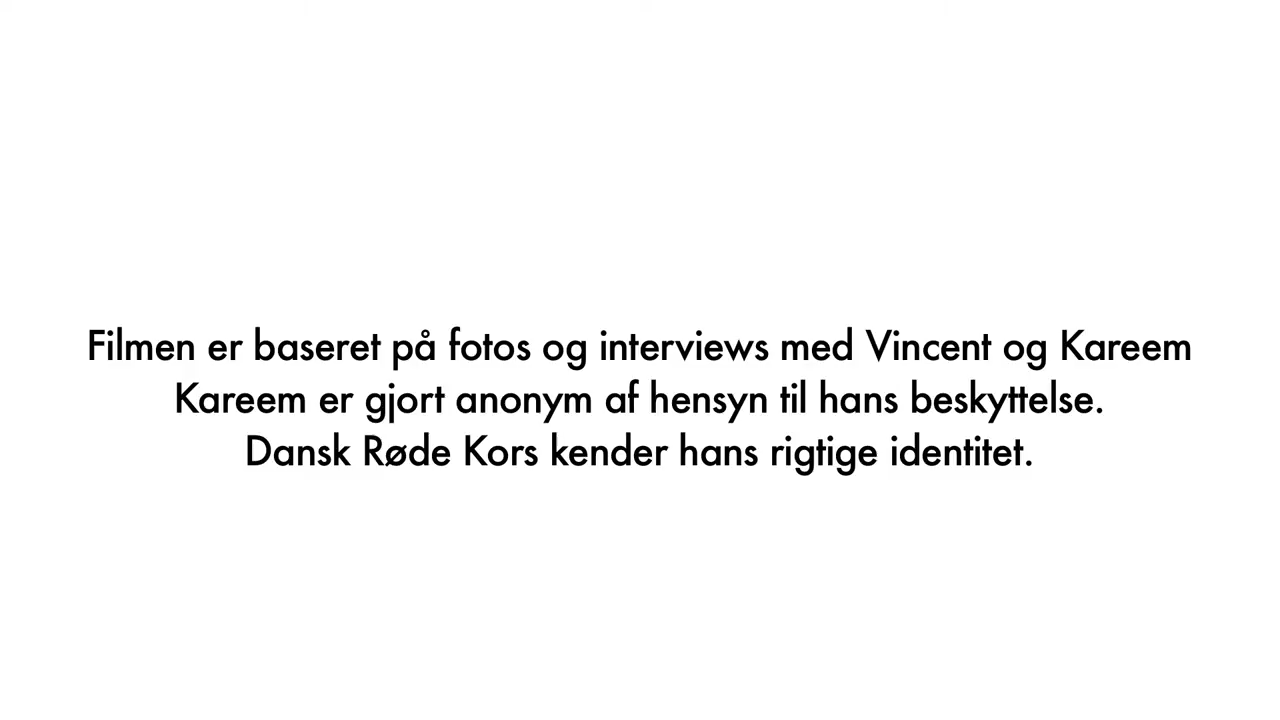 Filmen er baseret på fotos og interviews med Vincent og Kareem
Kareem er gjort anonym af hensyn til hans beskyttelse.
Dansk Røde Kors kender hans rigtige identitet.